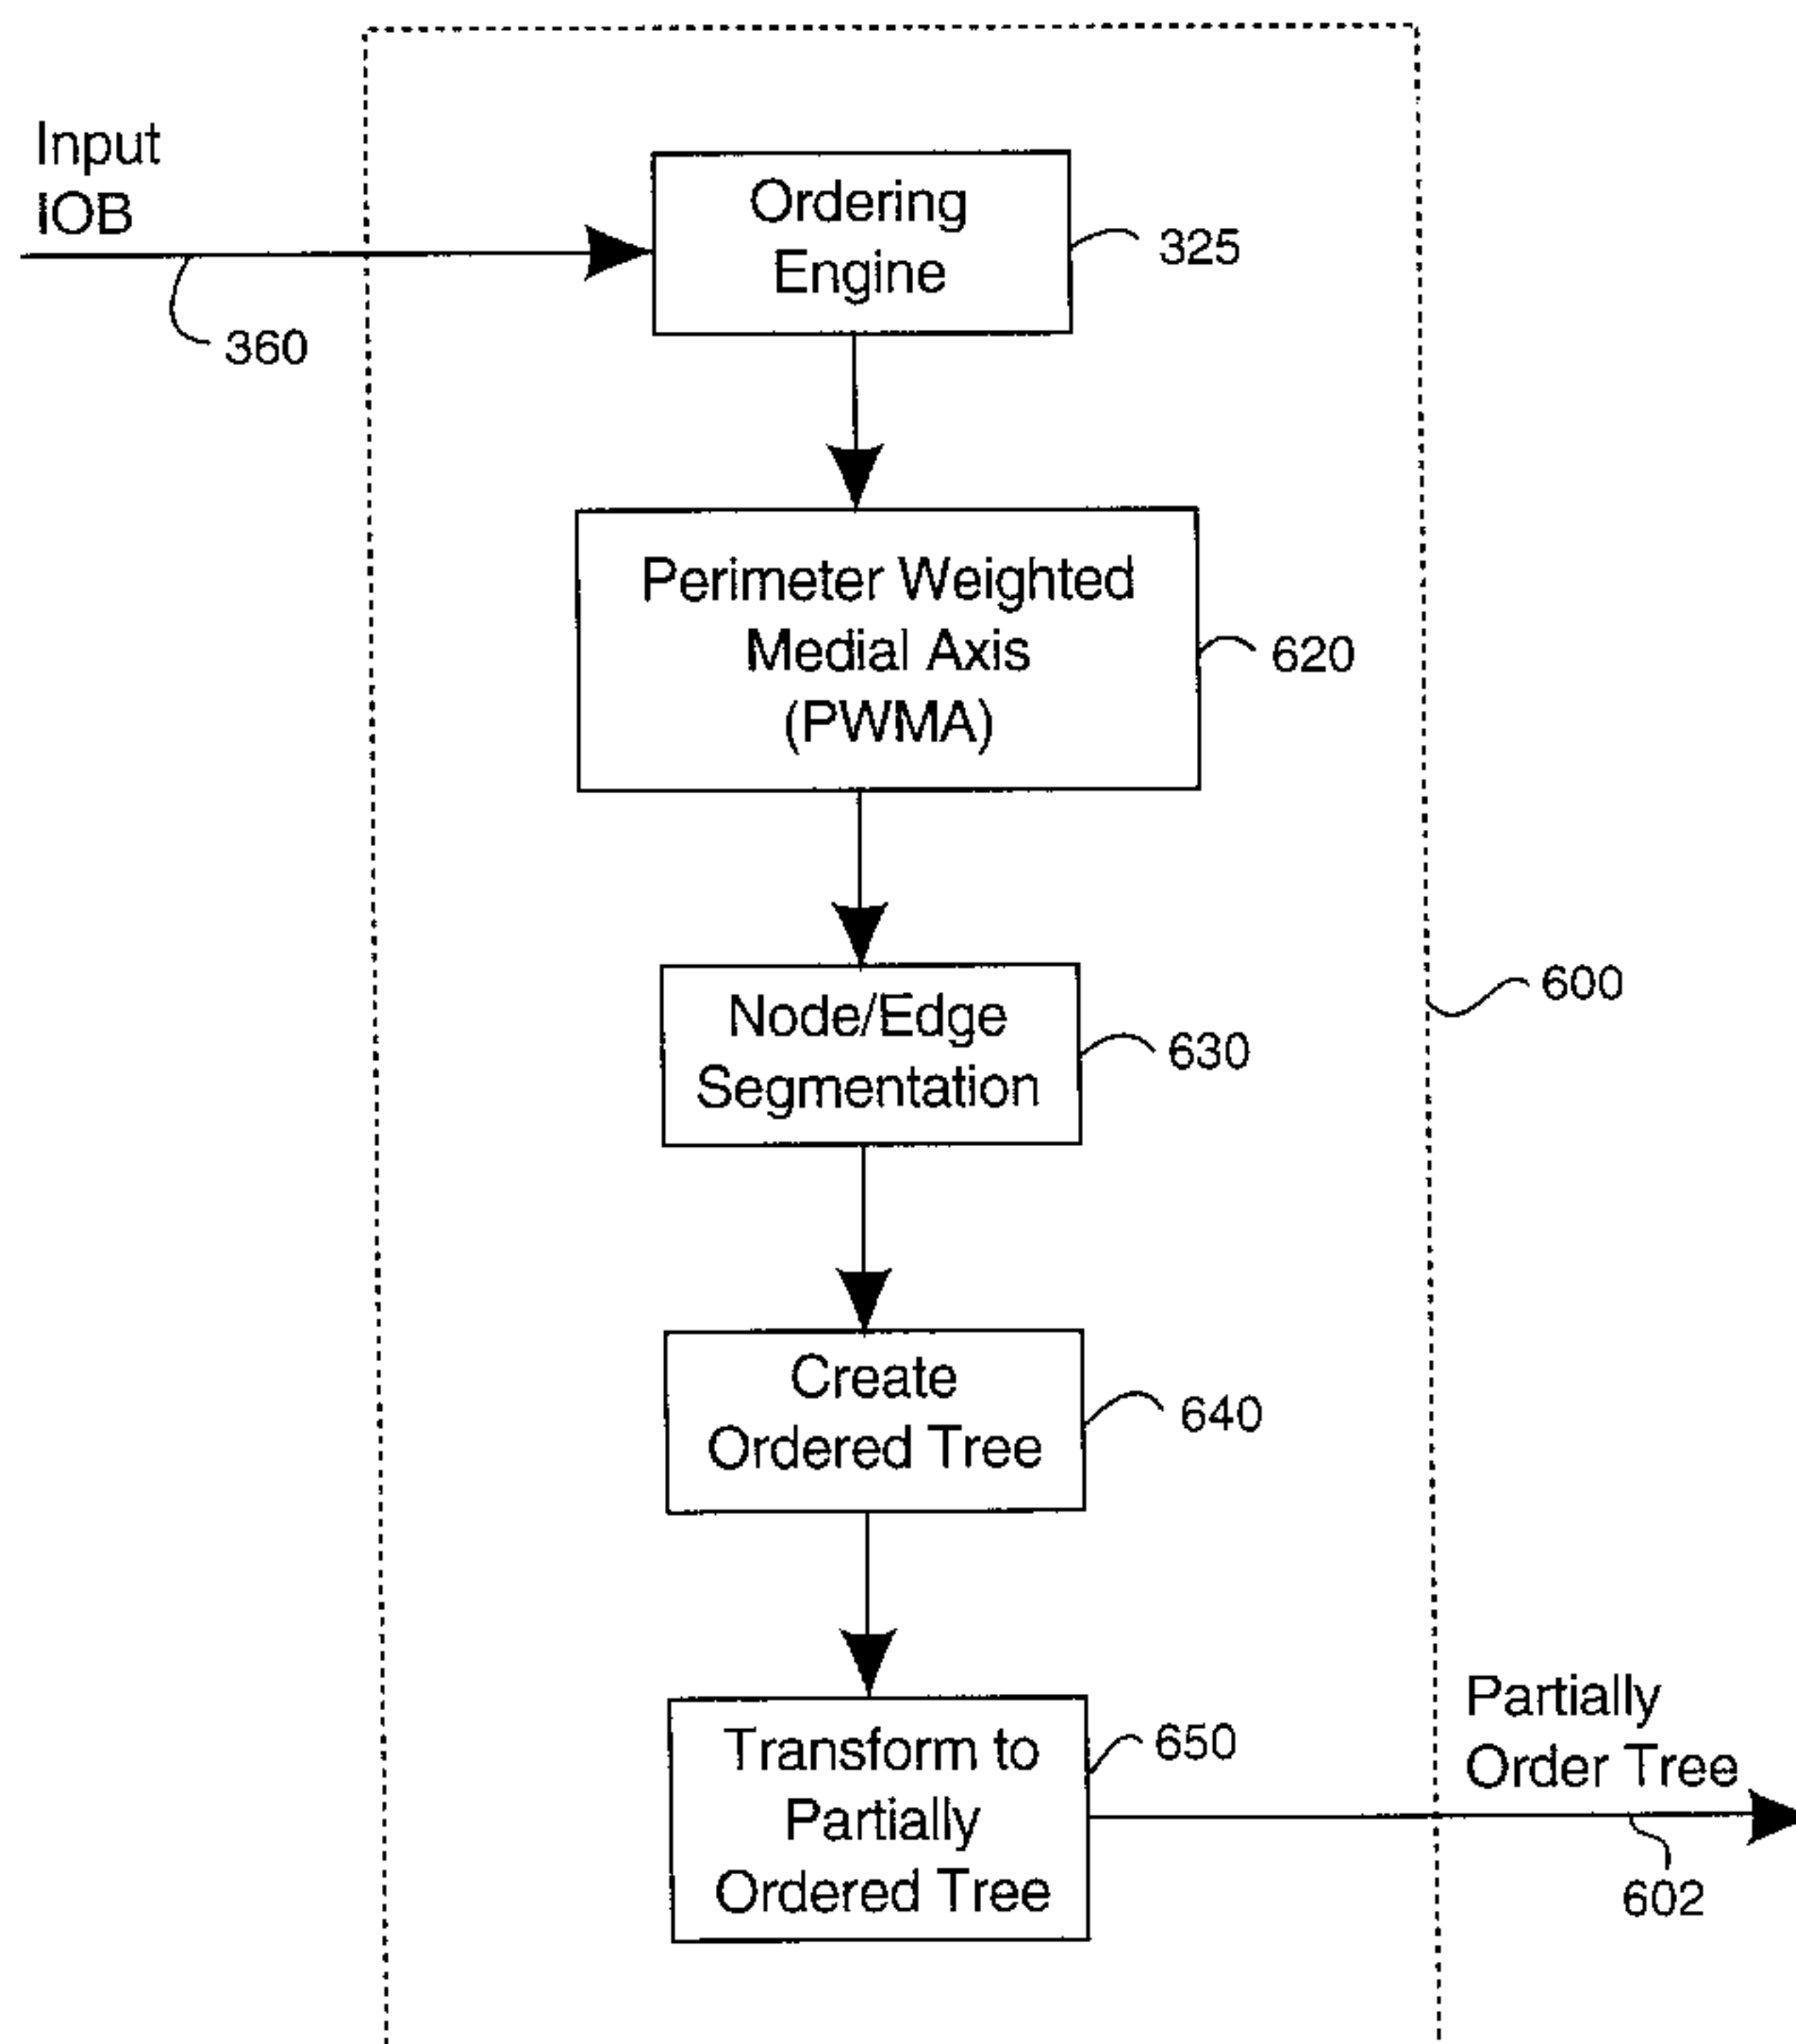 Input
IOB
360
Ordering
Engine
325
Perimeter Weighted
Medial Axis
(PWMA)
620
Node/Edge
Segmentation
630
600
Create
Ordered Tree
640
Transform to
Partially
Ordered Tree
650
Partially
Order Tree
602